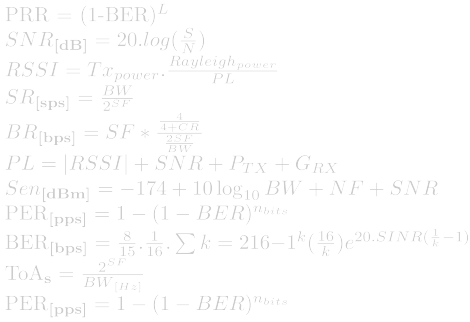 PRR = (1-BER)^L
SNR_[dB] = 20.log(S/N)
RSSI = Tx_power . Rayleigh_power / PL
SR_[sps] = BW / 2^SF
BR_[bps] = SF * (4 / (4+CR)) / (2^SF / BW)
PL = |RSSI| + SNR + P_TX + G_RX
Sen_[dBm] = −174 + 10 log_10 BW + NF + SNR
PER_[pps] = 1 − (1 − BER)^n_bits
BER_[bps] = 8/15 . 1/16 . ∑ k = 216−1^k (16/k) e^20.SINR(1/k −1)
ToA_s = 2^SF / BW_[Hz]
PER_[pps] = 1 − (1 − BER)^n_bits